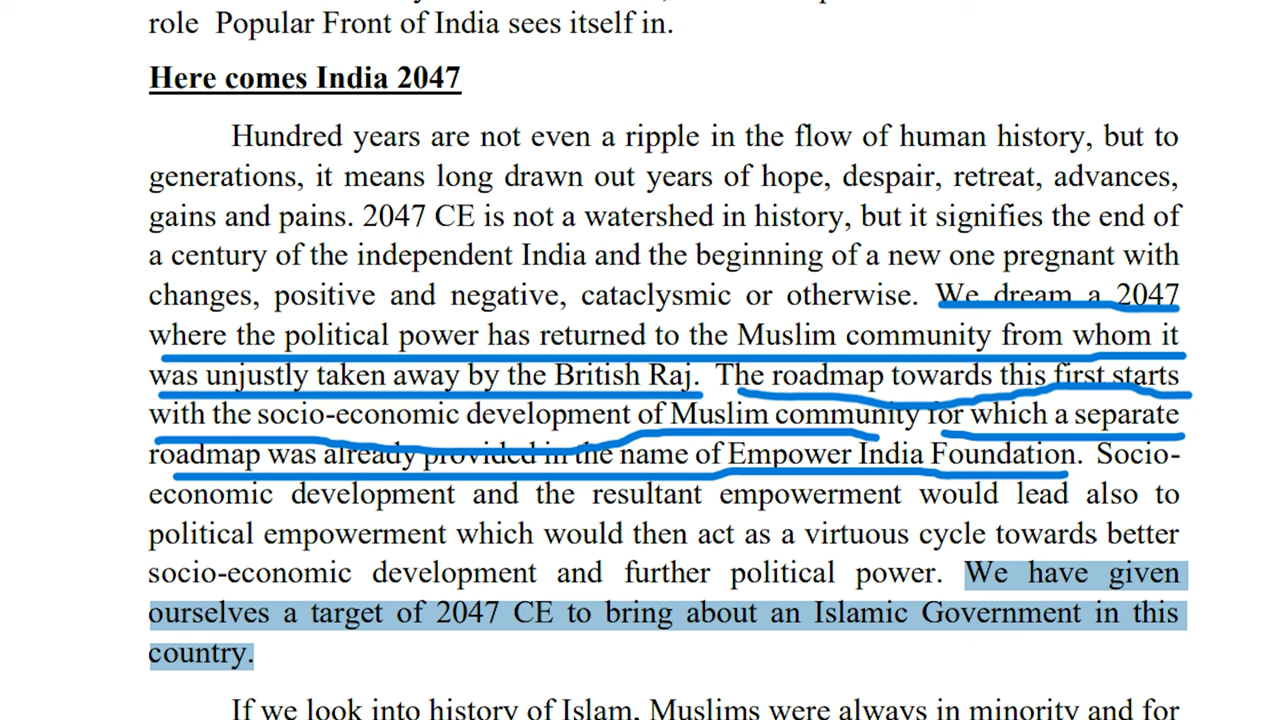 role Popular Front of India sees itself in.
Here comes India 2047
Hundred years are not even a ripple in the flow of human history, but to
generations, it means long drawn out years of hope, despair, retreat, advances,
gains and pains. 2047 CE is not a watershed in history, but it signifies the end of
a century of the independent India and the beginning of a new one pregnant with
changes, positive and negative, cataclysmic or otherwise. We dream a 2047
where the political power has returned to the Muslim community from whom it
was unjustly taken away by the British Raj. The roadmap towards this first starts
with the socio-economic development of Muslim community for which a separate
roadmap was already provided in the name of Empower India Foundation. Socio-
economic development and the resultant empowerment would lead also to
political empowerment which would then act as a virtuous cycle towards better
socio-economic development and further political power. We have given
ourselves a target of 2047 CE to bring about an Islamic Government in this
country.
If we look into history of Islam, Muslims were always in minority and for